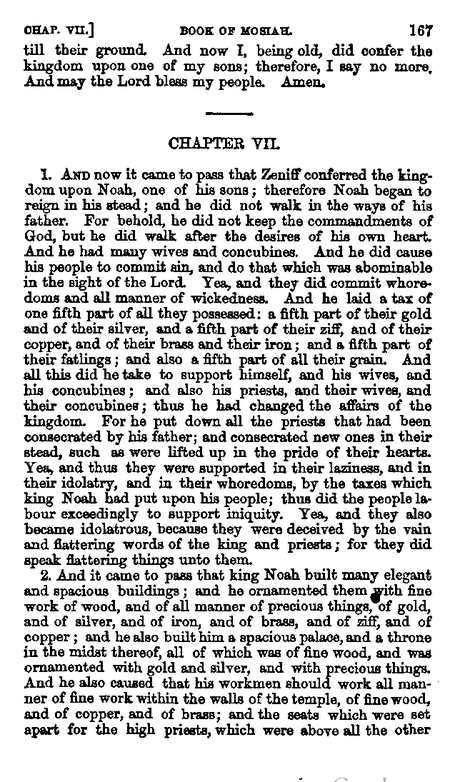 CHAP. VII.] BOOK OF MOSIAH. 167
till their ground. And now I, being old, did confer the
kingdom upon one of my sons; therefore, I say no more.
And may the Lord bless my people. Amen.
CHAPTER VII.
1. AND now it came to pass that Zeniff conferred the king-
dom upon Noah, one of his sons; therefore Noah began to
reign in his stead; and he did not walk in the ways of his
father. For behold, he did not keep the commandments of
God, but he did walk after the desires of his own heart.
And he had many wives and concubines. And he did cause
his people to commit sin, and do that which was abominable
in the sight of the Lord. Yea, and they did commit whore-
doms and all manner of wickedness. And he laid a tax of
one fifth part of all they possessed: a fifth part of their gold
and of their silver, and a fifth part of their ziff, and of their
copper, and of their brass and their iron; and a fifth part of
their fatlings; and also a fifth part of all their grain. And
all this did he take to support himself, and his wives, and
his concubines; and also his priests, and their wives, and
their concubines; thus he had changed the affairs of the
kingdom. For he put down all the priests that had been
consecrated by his father; and consecrated new ones in their
stead, such as were lifted up in the pride of their hearts.
Yea, and thus they were supported in their laziness, and in
their idolatry, and in their whoredoms, by the taxes which
king Noah had put upon his people; thus did the people la-
bour exceedingly to support iniquity. Yea, and they also
became idolatrous, because they were deceived by the vain
and flattering words of the king and priests; for they did
speak flattering things unto them.
2. And it came to pass that king Noah built many elegant
and spacious buildings; and he ornamented them with fine
work of wood, and of all manner of precious things, of gold,
and of silver, and of iron, and of brass, and of ziff, and of
copper; and he also built him a spacious palace, and a throne
in the midst thereof, all of which was of fine wood, and was
ornamented with gold and silver, and with precious things.
And he also caused that his workmen should work all man-
ner of fine work within the walls of the temple, of fine wood,
and of copper, and of brass; and the seats which were set
apart for the high priests, which were above all the other